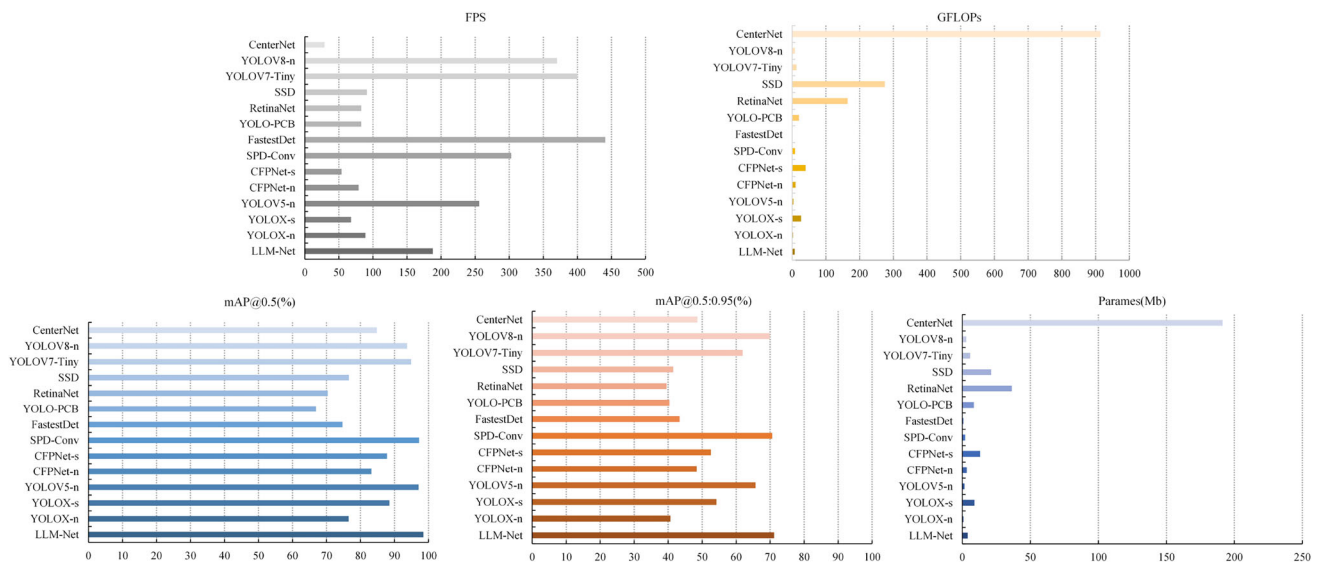 FPS
CenterNet
YOLOV8-n
YOLOV7-Tiny
SSD
RetinaNet
YOLO-PCB
FastestDet
SPD-Conv
CFPNet-s
CFPNet-n
YOLOV5-n
YOLOX-s
YOLOX-n
LLM-Net
0 50 100 150 200 250 300 350 400 450 500
GFLOPs
CenterNet
YOLOV8-n
YOLOV7-Tiny
SSD
RetinaNet
YOLO-PCB
FastestDet
SPD-Conv
CFPNet-s
CFPNet-n
YOLOV5-n
YOLOX-s
YOLOX-n
LLM-Net
0 100 200 300 400 500 600 700 800 900 1000
mAP@0.5(%)
CenterNet
YOLOV8-n
YOLOV7-Tiny
SSD
RetinaNet
YOLO-PCB
FastestDet
SPD-Conv
CFPNet-s
CFPNet-n
YOLOV5-n
YOLOX-s
YOLOX-n
LLM-Net
0 10 20 30 40 50 60 70 80 90 100
mAP@0.5:0.95(%)
CenterNet
YOLOV8-n
YOLOV7-Tiny
SSD
RetinaNet
YOLO-PCB
FastestDet
SPD-Conv
CFPNet-s
CFPNet-n
YOLOV5-n
YOLOX-s
YOLOX-n
LLM-Net
0 10 20 30 40 50 60 70 80 90 100
Parames(Mb)
CenterNet
YOLOV8-n
YOLOV7-Tiny
SSD
RetinaNet
YOLO-PCB
FastestDet
SPD-Conv
CFPNet-s
CFPNet-n
YOLOV5-n
YOLOX-s
YOLOX-n
LLM-Net
0 50 100 150 200 250